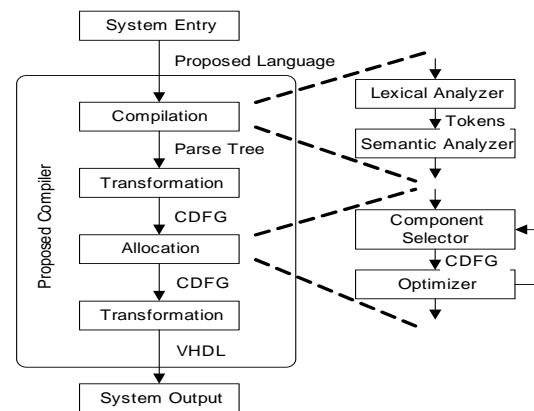 System Entry
Proposed Language
Compilation
Parse Tree
Transformation
CDFG
Allocation
CDFG
Transformation
VHDL
System Output
Proposed Compiler
Lexical Analyzer
Tokens
Semantic Analyzer
Component
Selector
CDFG
Optimizer